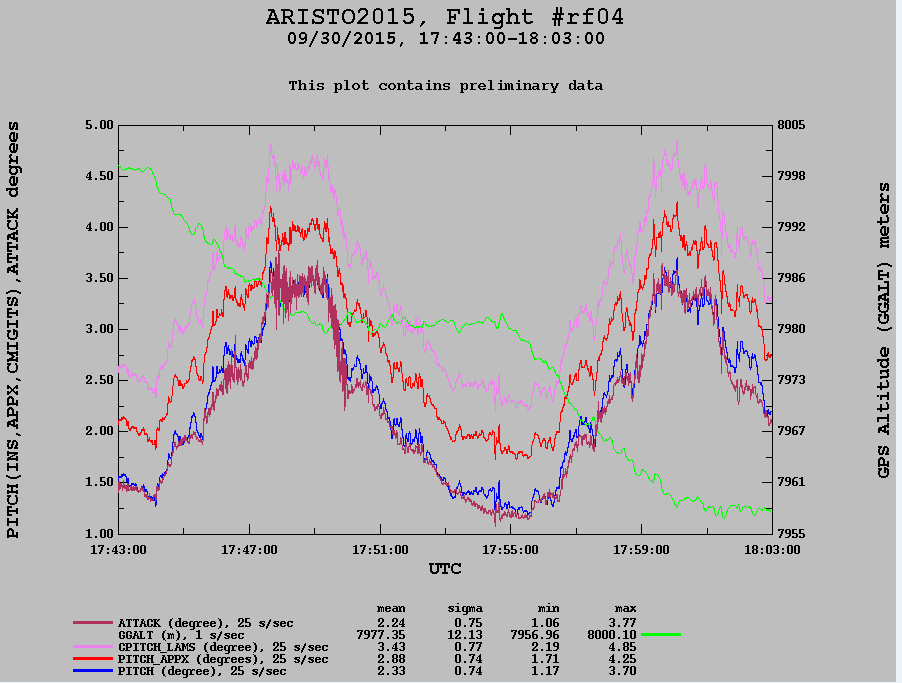 ARISTO2015, Flight #rf04
09/30/2015, 17:43:00-18:03:00
This plot contains preliminary data
PITCH(INS,APPX,CMIGITS),ATTACK degrees
5.00
4.50
4.00
3.50
3.00
2.50
2.00
1.50
1.00
8005
7998
7992
7986
7980
7973
7967
7961
7955
GPS Altitude (GGALT) meters
17:43:00 17:47:00 17:51:00 17:55:00 17:59:00 18:03:00
UTC
mean sigma min max
ATTACK (degree), 25 s/sec 2.24 0.75 1.06 3.77
GGALT (m), 1 s/sec 7977.35 12.13 7956.96 8000.10
CPITCH_LAMS (degree), 25 s/sec 3.43 0.77 2.19 4.85
PITCH_APPX (degrees), 25 s/sec 2.88 0.74 1.71 4.25
PITCH (degree), 25 s/sec 2.33 0.74 1.17 3.70